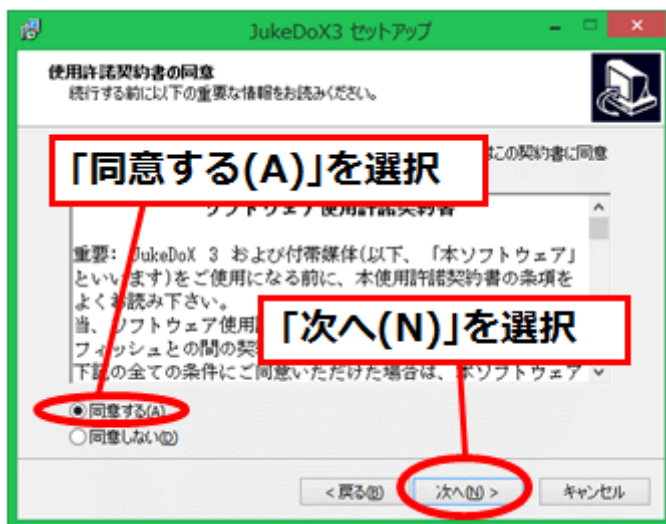 JukeDoX3 セットアップ
使用許諾契約書の同意
続行する前に以下の重要な情報をお読みください。
この契約書に同意
「同意する(A)」を選択
ソフトウェア使用許諾契約書
重要: JukeDoX 3 および付帯媒体(以下、「本ソフトウェア」
といいます)をご使用になる前に、本使用許諾契約書の条項を
よくお読み下さい。
当、ソフトウェア使用
「次へ(N)」を選択
フィッシュとの間の契
下記の全ての条件にご同意いただけた場合は、本ソフトウェア
同意する(A)
同意しない(D)
< 戻る(B)
次へ(N) >
キャンセル